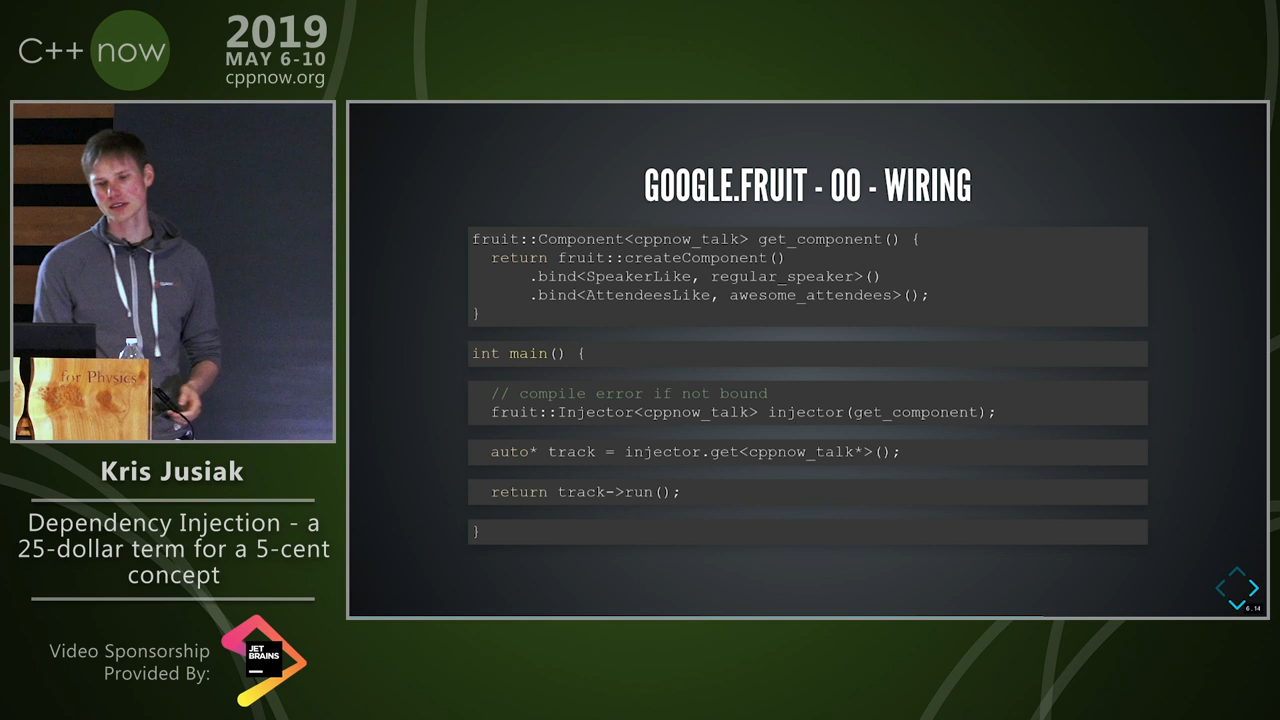 C++ now
2019
MAY 6-10
cppnow.org
for Physics
Kris Jusiak
Dependency Injection - a
25-dollar term for a 5-cent
concept
Video Sponsorship
Provided By:
JET
BRAINS
GOOGLE.FRUIT - OO - WIRING
fruit::Component<cppnow_talk> get_component() {
return fruit::createComponent()
.bind<SpeakerLike, regular_speaker>()
.bind<AttendeesLike, awesome_attendees>();
}
int main() {
// compile error if not bound
fruit::Injector<cppnow_talk> injector(get_component);
auto* track = injector.get<cppnow_talk*>();
return track->run();
}
6.14